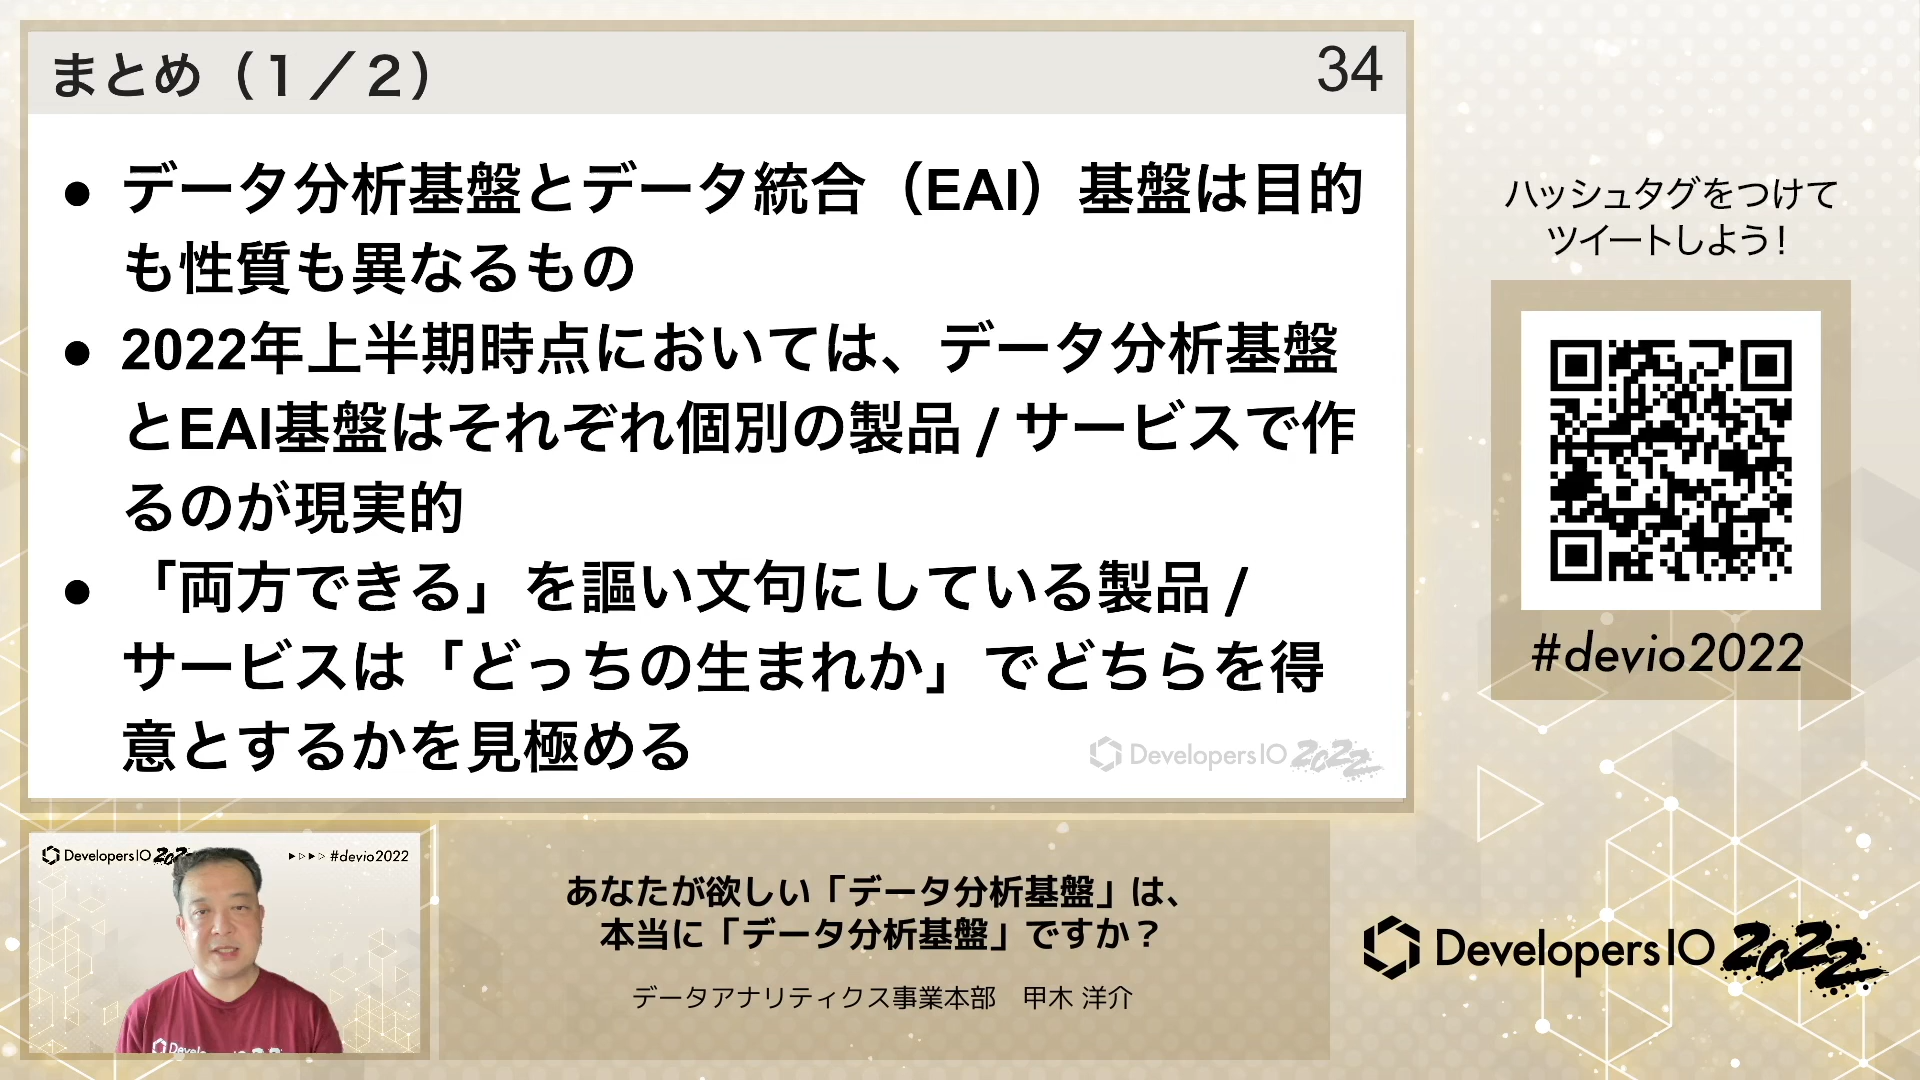 まとめ（１／２）
34
● データ分析基盤とデータ統合（EAI）基盤は目的
も性質も異なるもの
● 2022年上半期時点においては、データ分析基盤
とEAI基盤はそれぞれ個別の製品 / サービスで作
るのが現実的
● 「両方できる」を謳い文句にしている製品 /
サービスは「どっちの生まれか」でどちらを得
意とするかを見極める
Developers IO 2022
ハッシュタグをつけて
ツイートしよう！
#devio2022
Developers IO 2022
#devio2022
あなたが欲しい「データ分析基盤」は、
本当に「データ分析基盤」ですか？
データアナリティクス事業本部　甲木 洋介
Developers IO 2022